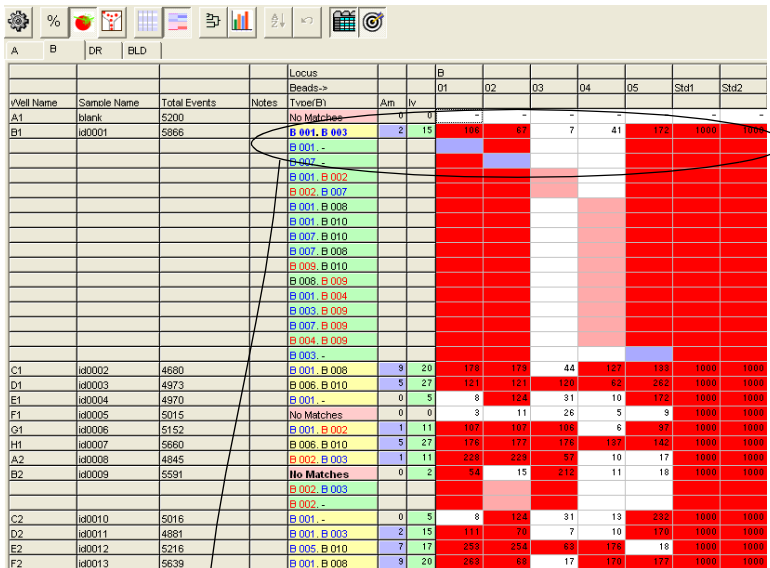 %
A B DR BLD
Locus B
Beads-> 01 02 03 04 05 Std1 Std2
Well Name Sample Name Total Events Notes Type(B) Am Iv
A1 blank 5200 No Matches 0 0 - - - - - - -
B1 id0001 5866 B 001. B 003 2 15 106 67 7 41 172 1000 1000
B 001. -
B 007. -
B 001. B 002
B 002. B 007
B 001. B 008
B 001. B 010
B 007. B 010
B 007. B 008
B 009. B 010
B 008. B 009
B 001. B 004
B 003. B 009
B 007. B 009
B 004. B 009
B 003. -
C1 id0002 4680 B 001. B 008 9 20 178 179 44 127 1000 1000
D1 id0003 4973 B 006. B 010 5 27 121 121 120 62 262 1000 1000
E1 id0004 4970 B 001. - 0 5 8 124 31 10 172 1000 1000
F1 id0005 5015 No Matches 0 0 3 11 26 5 9 1000 1000
G1 id0006 5152 B 001. B 002 1 11 107 107 106 6 97 1000 1000
H1 id0007 5660 B 006. B 010 5 27 176 177 176 137 142 1000 1000
A2 id0008 4845 B 002. B 003 1 11 229 228 57 10 17 1000 1000
B2 id0009 5591 No Matches 0 2 54 15 212 11 18 1000 1000
B 002. B 003
B 002. -
C2 id0010 5016 B 001. - 0 5 8 124 31 13 232 1000 1000
D2 id0011 4881 B 001. B 003 2 15 111 70 7 10 170 1000 1000
E2 id0012 5216 B 005. B 010 7 17 253 254 63 176 18 1000 1000
F2 id0013 5639 B 001. B 008 9 20 263 68 17 170 177 1000 1000